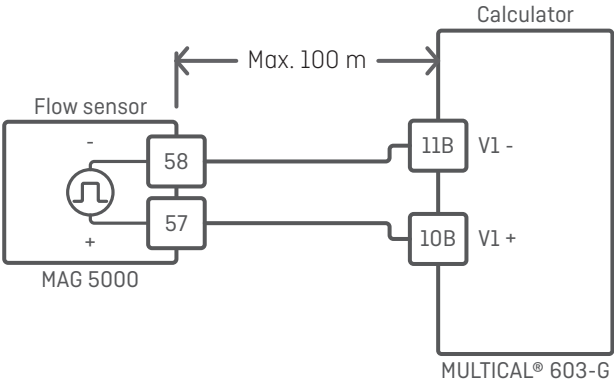 Calculator
Max. 100 m
Flow sensor
-
58
11B V1 -
57
10B V1 +
+
MAG 5000
MULTICAL® 603-G